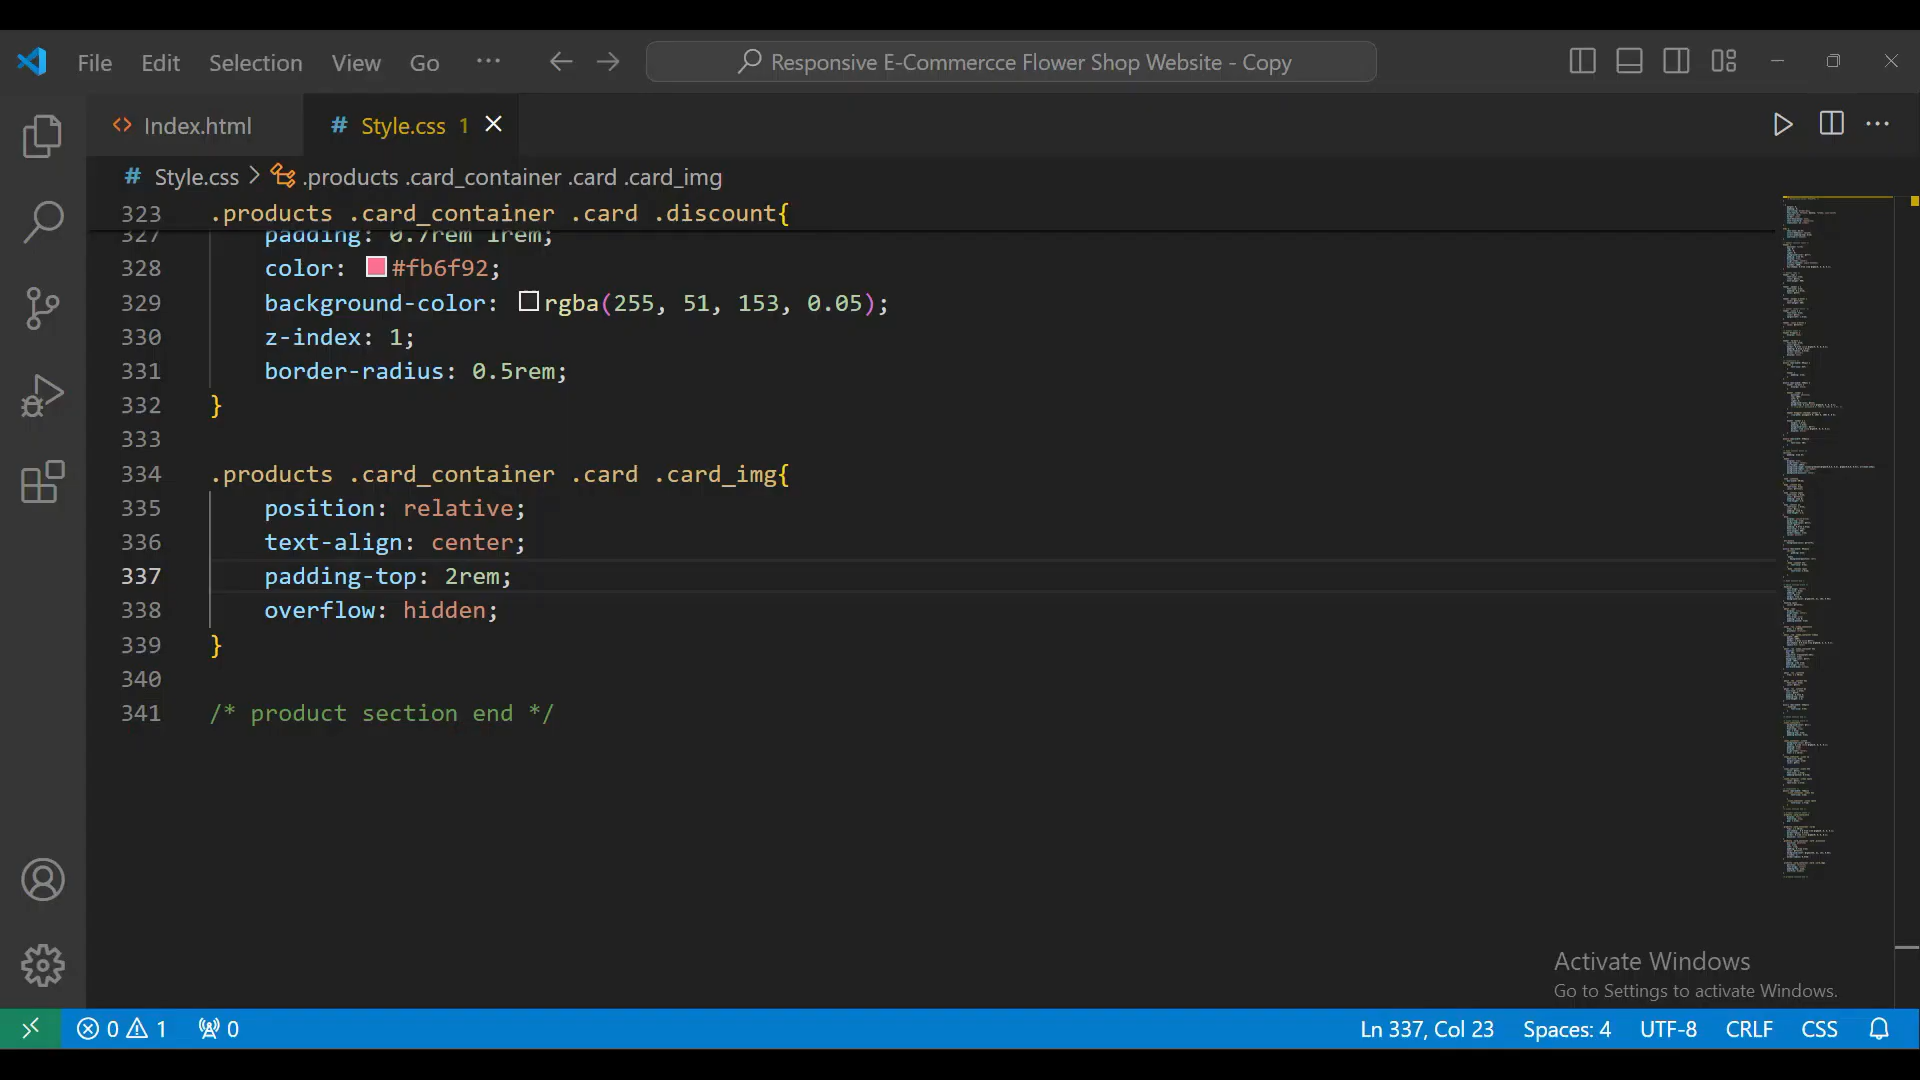 File Edit Selection View Go ··· Responsive E-Commercce Flower Shop Website - Copy
Index.html # Style.css 1
# Style.css > .products .card_container .card .card_img
323 .products .card_container .card .discount{
327 padding: 0.7rem 1rem;
328 color: #fb6f92;
329 background-color: rgba(255, 51, 153, 0.05);
330 z-index: 1;
331 border-radius: 0.5rem;
332 }
333
334 .products .card_container .card .card_img{
335 position: relative;
336 text-align: center;
337 padding-top: 2rem;
338 overflow: hidden;
339 }
340
341 /* product section end */
Activate Windows
Go to Settings to activate Windows.
0 1 0 Ln 337, Col 23 Spaces: 4 UTF-8 CRLF CSS